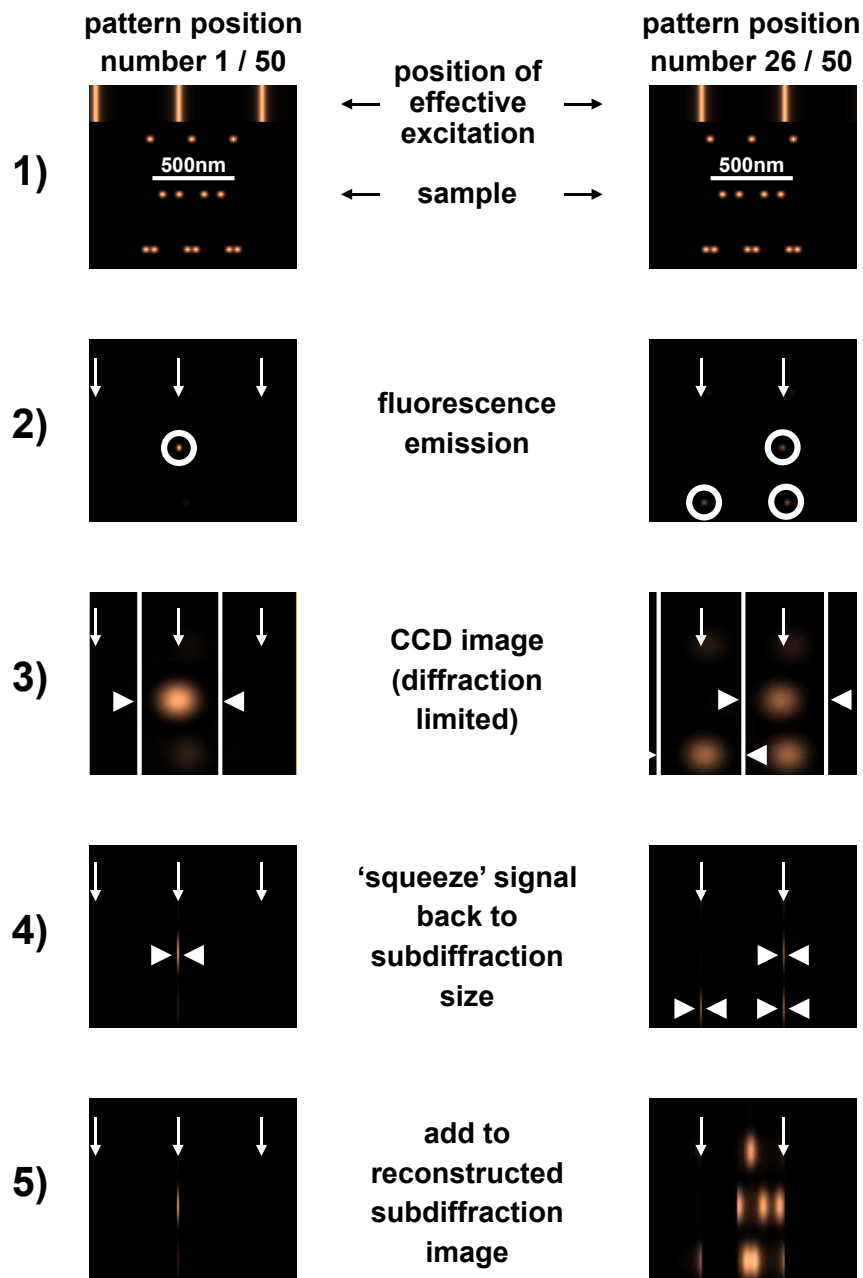 pattern position
number 1 / 50
pattern position
number 26 / 50
position of
effective
excitation
1)
500nm
500nm
sample
2)
fluorescence
emission
3)
CCD image
(diffraction
limited)
4)
‘squeeze’ signal
back to
subdiffraction
size
5)
add to
reconstructed
subdiffraction
image